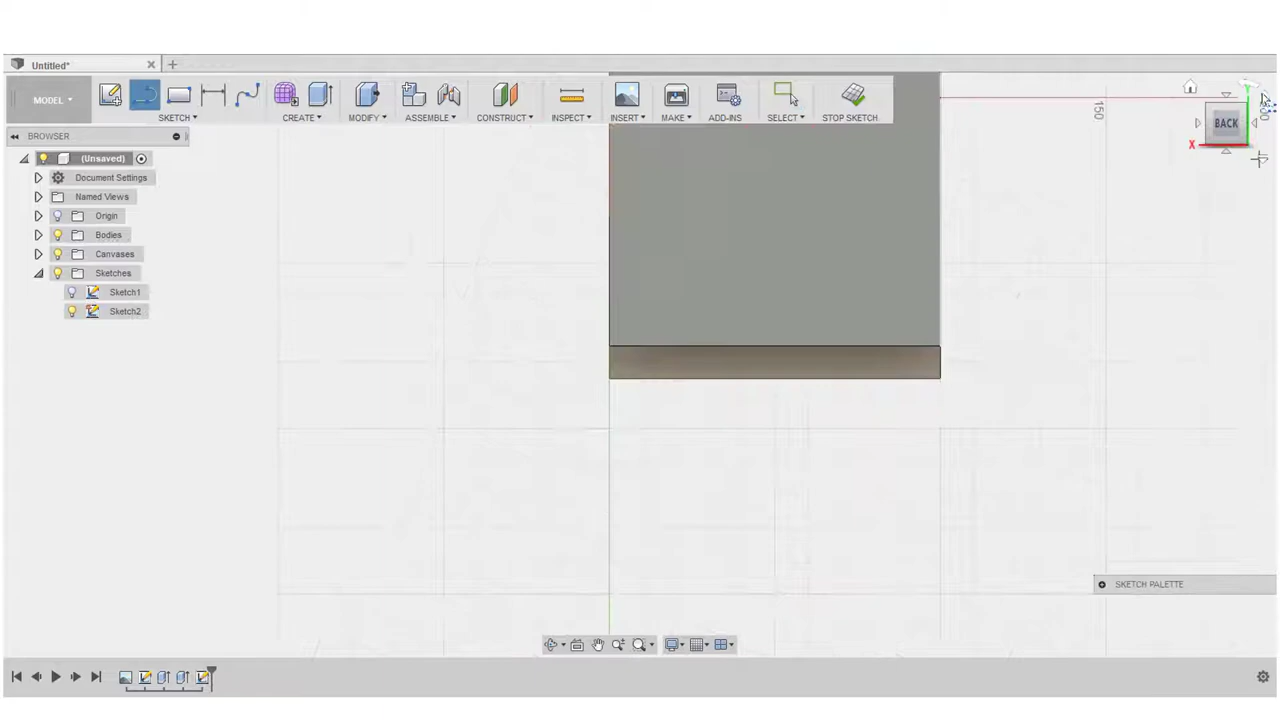 Untitled*
MODEL
SKETCH
CREATE
MODIFY
ASSEMBLE
CONSTRUCT
INSPECT
INSERT
MAKE
ADD-INS
SELECT
STOP SKETCH
150
BACK
X
BROWSER
(Unsaved)
Document Settings
Named Views
Origin
Bodies
Canvases
Sketches
Sketch1
Sketch2
SKETCH PALETTE